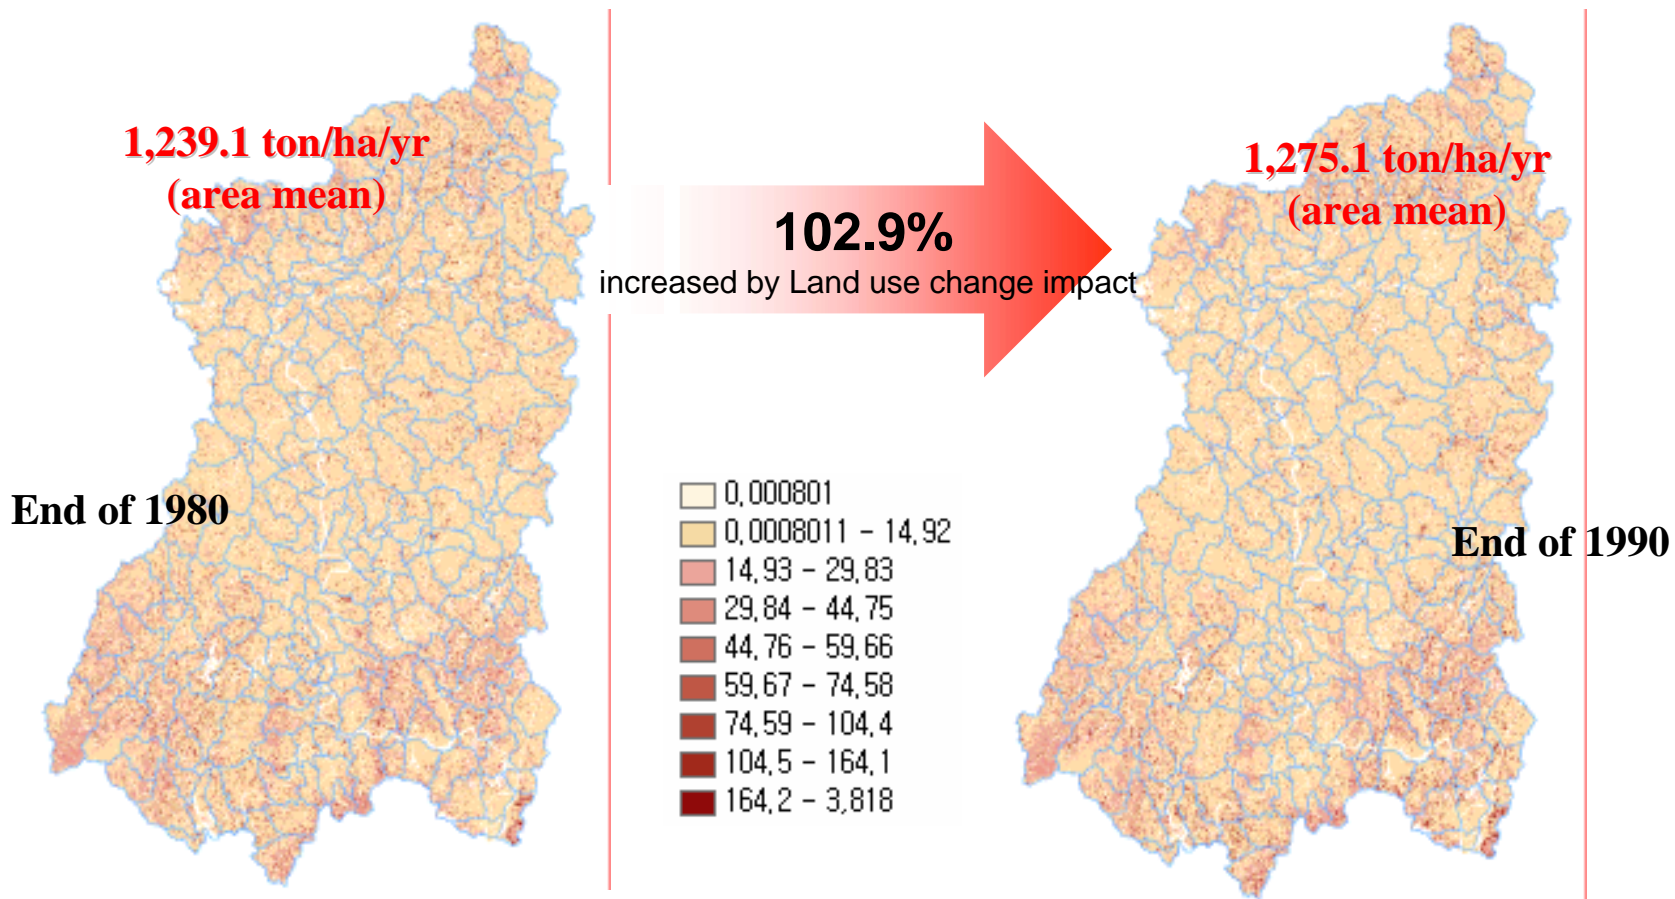 1,239.1 ton/ha/yr
(area mean)
End of 1980
102.9%
increased by Land use change impact
0,000801
0,0008011 - 14,92
14,93 - 29,83
29,84 - 44,75
44,76 - 59,66
59,67 - 74,58
74,59 - 104,4
104,5 - 164,1
164,2 - 3,818
1,275.1 ton/ha/yr
(area mean)
End of 1990